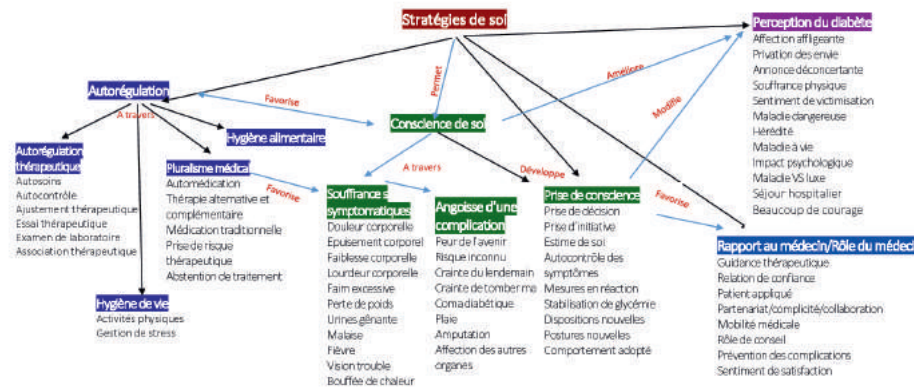 Stratégies de soi
Perception du diabète
Affection affligeante
Privation des envie
Annonce déconcertante
Souffrance physique
Sentiment de victimisation
Maladie dangereuse
Hérédité
Maladie à vie
Impact psychologique
Maladie VS luxe
Séjour hospitalier
Beaucoup de courage
Améliore
Permet
Modifie
Autorégulation
Favorise
A travers
Conscience de soi
Hygiène alimentaire
Autorégulation
thérapeutique
Autosoins
Autocontrôle
Ajustement thérapeutique
Essai thérapeutique
Examen de laboratoire
Association thérapeutique
Pluralisme médical
Automédication
Thérapie alternative et
complémentaire
Médication traditionnelle
Prise de risque
thérapeutique
Abstention de traitement
Favorise
A travers
Développe
Favorise
Souffrance s
symptomatiques
Douleur corporelle
Epuisement corporel
Faiblesse corporelle
Lourdeur corporelle
Faim excessive
Perte de poids
Urines gênante
Malaise
Fièvre
Vision trouble
Bouffée de chaleur
Angoisse d'une
complication
Peur de l'avenir
Risque inconnu
Crainte du lendemain
Crainte de tomber ma
Coma diabétique
Plaie
Amputation
Affection des autres
organes
Prise de conscience
Prise de décision
Prise d'initiative
Estime de soi
Autocontrôle des
symptômes
Mesures en réaction
Stabilisation de glycémie
Dispositions nouvelles
Postures nouvelles
Comportement adopté
Rapport au médecin/Rôle du médeci
Guidance thérapeutique
Relation de confiance
Patient appliqué
Partenariat/complicité/collaboration
Mobilité médicale
Rôle de conseil
Prévention des complications
Sentiment de satisfaction
Hygiène de vie
Activités physiques
Gestion de stress